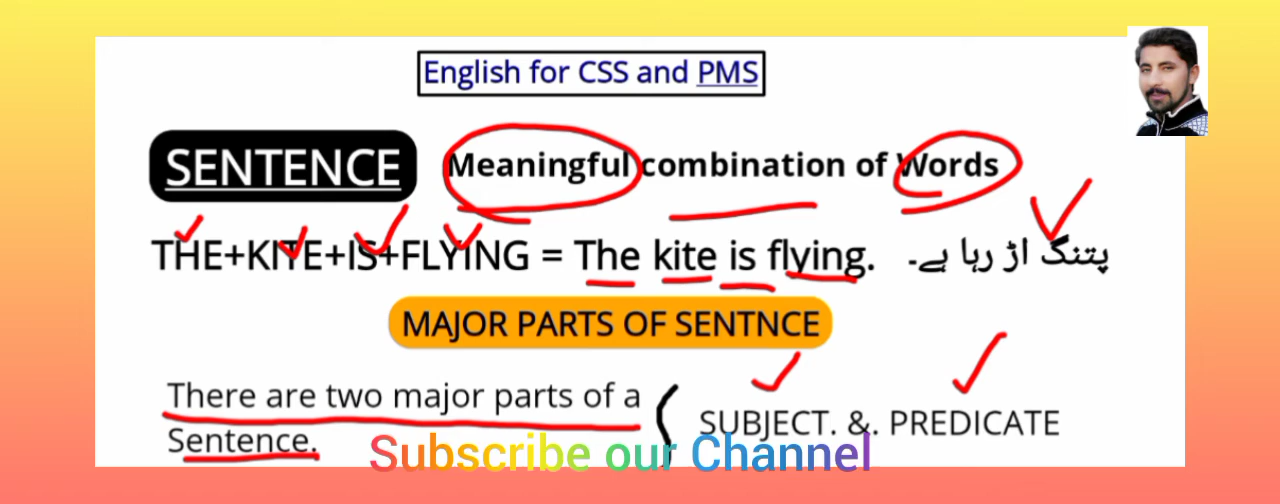 English for CSS and PMS
SENTENCE Meaningful combination of Words
THE+KITE+IS+FLYING = The kite is flying. پتنگ اڑ رہا ہے۔
MAJOR PARTS OF SENTNCE
There are two major parts of a
Sentence.
SUBJECT. &. PREDICATE
Subscribe our Channel